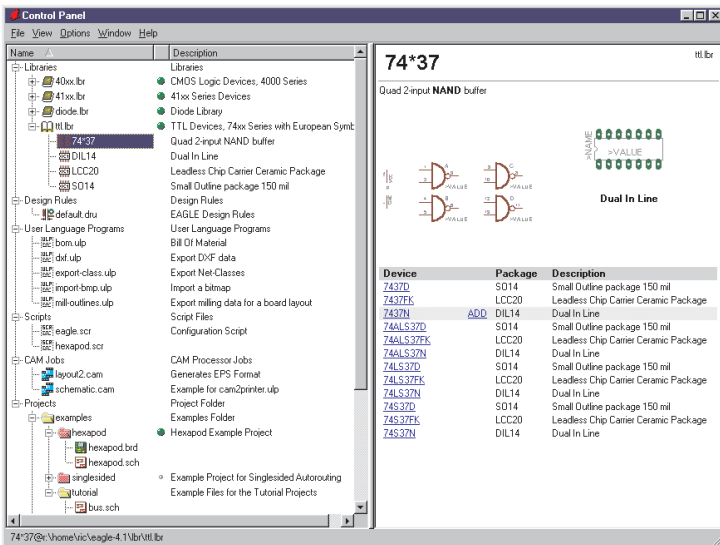 Control Panel
File View Options Window Help
Name Description
Libraries Libraries
40xx.lbr CMOS Logic Devices, 4000 Series
41xx.lbr 41xx Series Devices
diode.lbr Diode Library
ttl.lbr TTL Devices, 74xx Series with European Symb
74*37 Quad 2-input NAND buffer
DIL14 Dual In Line
LCC20 Leadless Chip Carrier Ceramic Package
SO14 Small Outline package 150 mil
Design Rules Design Rules
default.dru EAGLE Design Rules
User Language Programs User Language Programs
bom.ulp Bill Of Material
dxf.ulp Export DXF data
export-class.ulp Export Net-Classes
import-bmp.ulp Import a bitmap
mill-outlines.ulp Export milling data for a board layout
Scripts Script Files
eagle.scr Configuration Script
hexapod.scr
CAM Jobs CAM Processor Jobs
layout2.cam Generates EPS Format
schematic.cam Example for cam2printer.ulp
Projects Project Folder
examples Examples Folder
hexapod Hexapod Example Project
hexapod.brd
hexapod.sch
singlesided Example Project for Singlesided Autorouting
tutorial Example Files for the Tutorial Projects
bus.sch
74*37 ttl.lbr
Quad 2-input NAND buffer
>NAME
>VALUE
Dual In Line
>VALUE >VALUE
>VALUE >VALUE
Device Package Description
7437D SO14 Small Outline package 150 mil
7437FK LCC20 Leadless Chip Carrier Ceramic Package
7437N ADD DIL14 Dual In Line
74ALS37D SO14 Small Outline package 150 mil
74ALS37FK LCC20 Leadless Chip Carrier Ceramic Package
74ALS37N DIL14 Dual In Line
74LS37D SO14 Small Outline package 150 mil
74LS37FK LCC20 Leadless Chip Carrier Ceramic Package
74LS37N DIL14 Dual In Line
74S37D SO14 Small Outline package 150 mil
74S37FK LCC20 Leadless Chip Carrier Ceramic Package
74S37N DIL14 Dual In Line
74*37@r:\home\ric\eagle-4.1\lbr\ttl.lbr